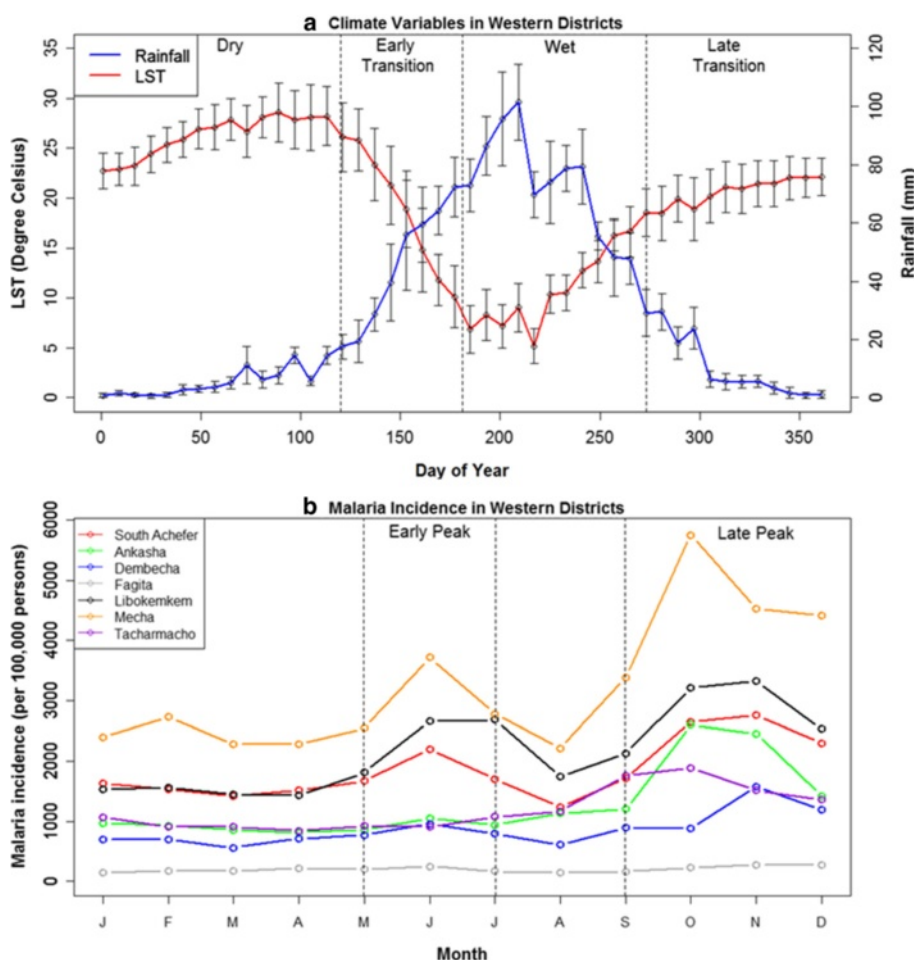 a Climate Variables in Western Districts
Dry
Early
Transition
Wet
Late
Transition
Rainfall
LST
35
30
25
20
15
10
5
0
LST (Degree Celsius)
120
100
80
60
40
20
0
Rainfall (mm)
0 50 100 150 200 250 300 350
Day of Year
b Malaria Incidence in Western Districts
Early Peak
Late Peak
South Achefer
Ankasha
Dembecha
Fagita
Libokemkem
Mecha
Tacharmacho
6000
5000
4000
3000
2000
1000
0
Malaria incidence (per 100,000 persons)
J F M A M J J A S O N D
Month